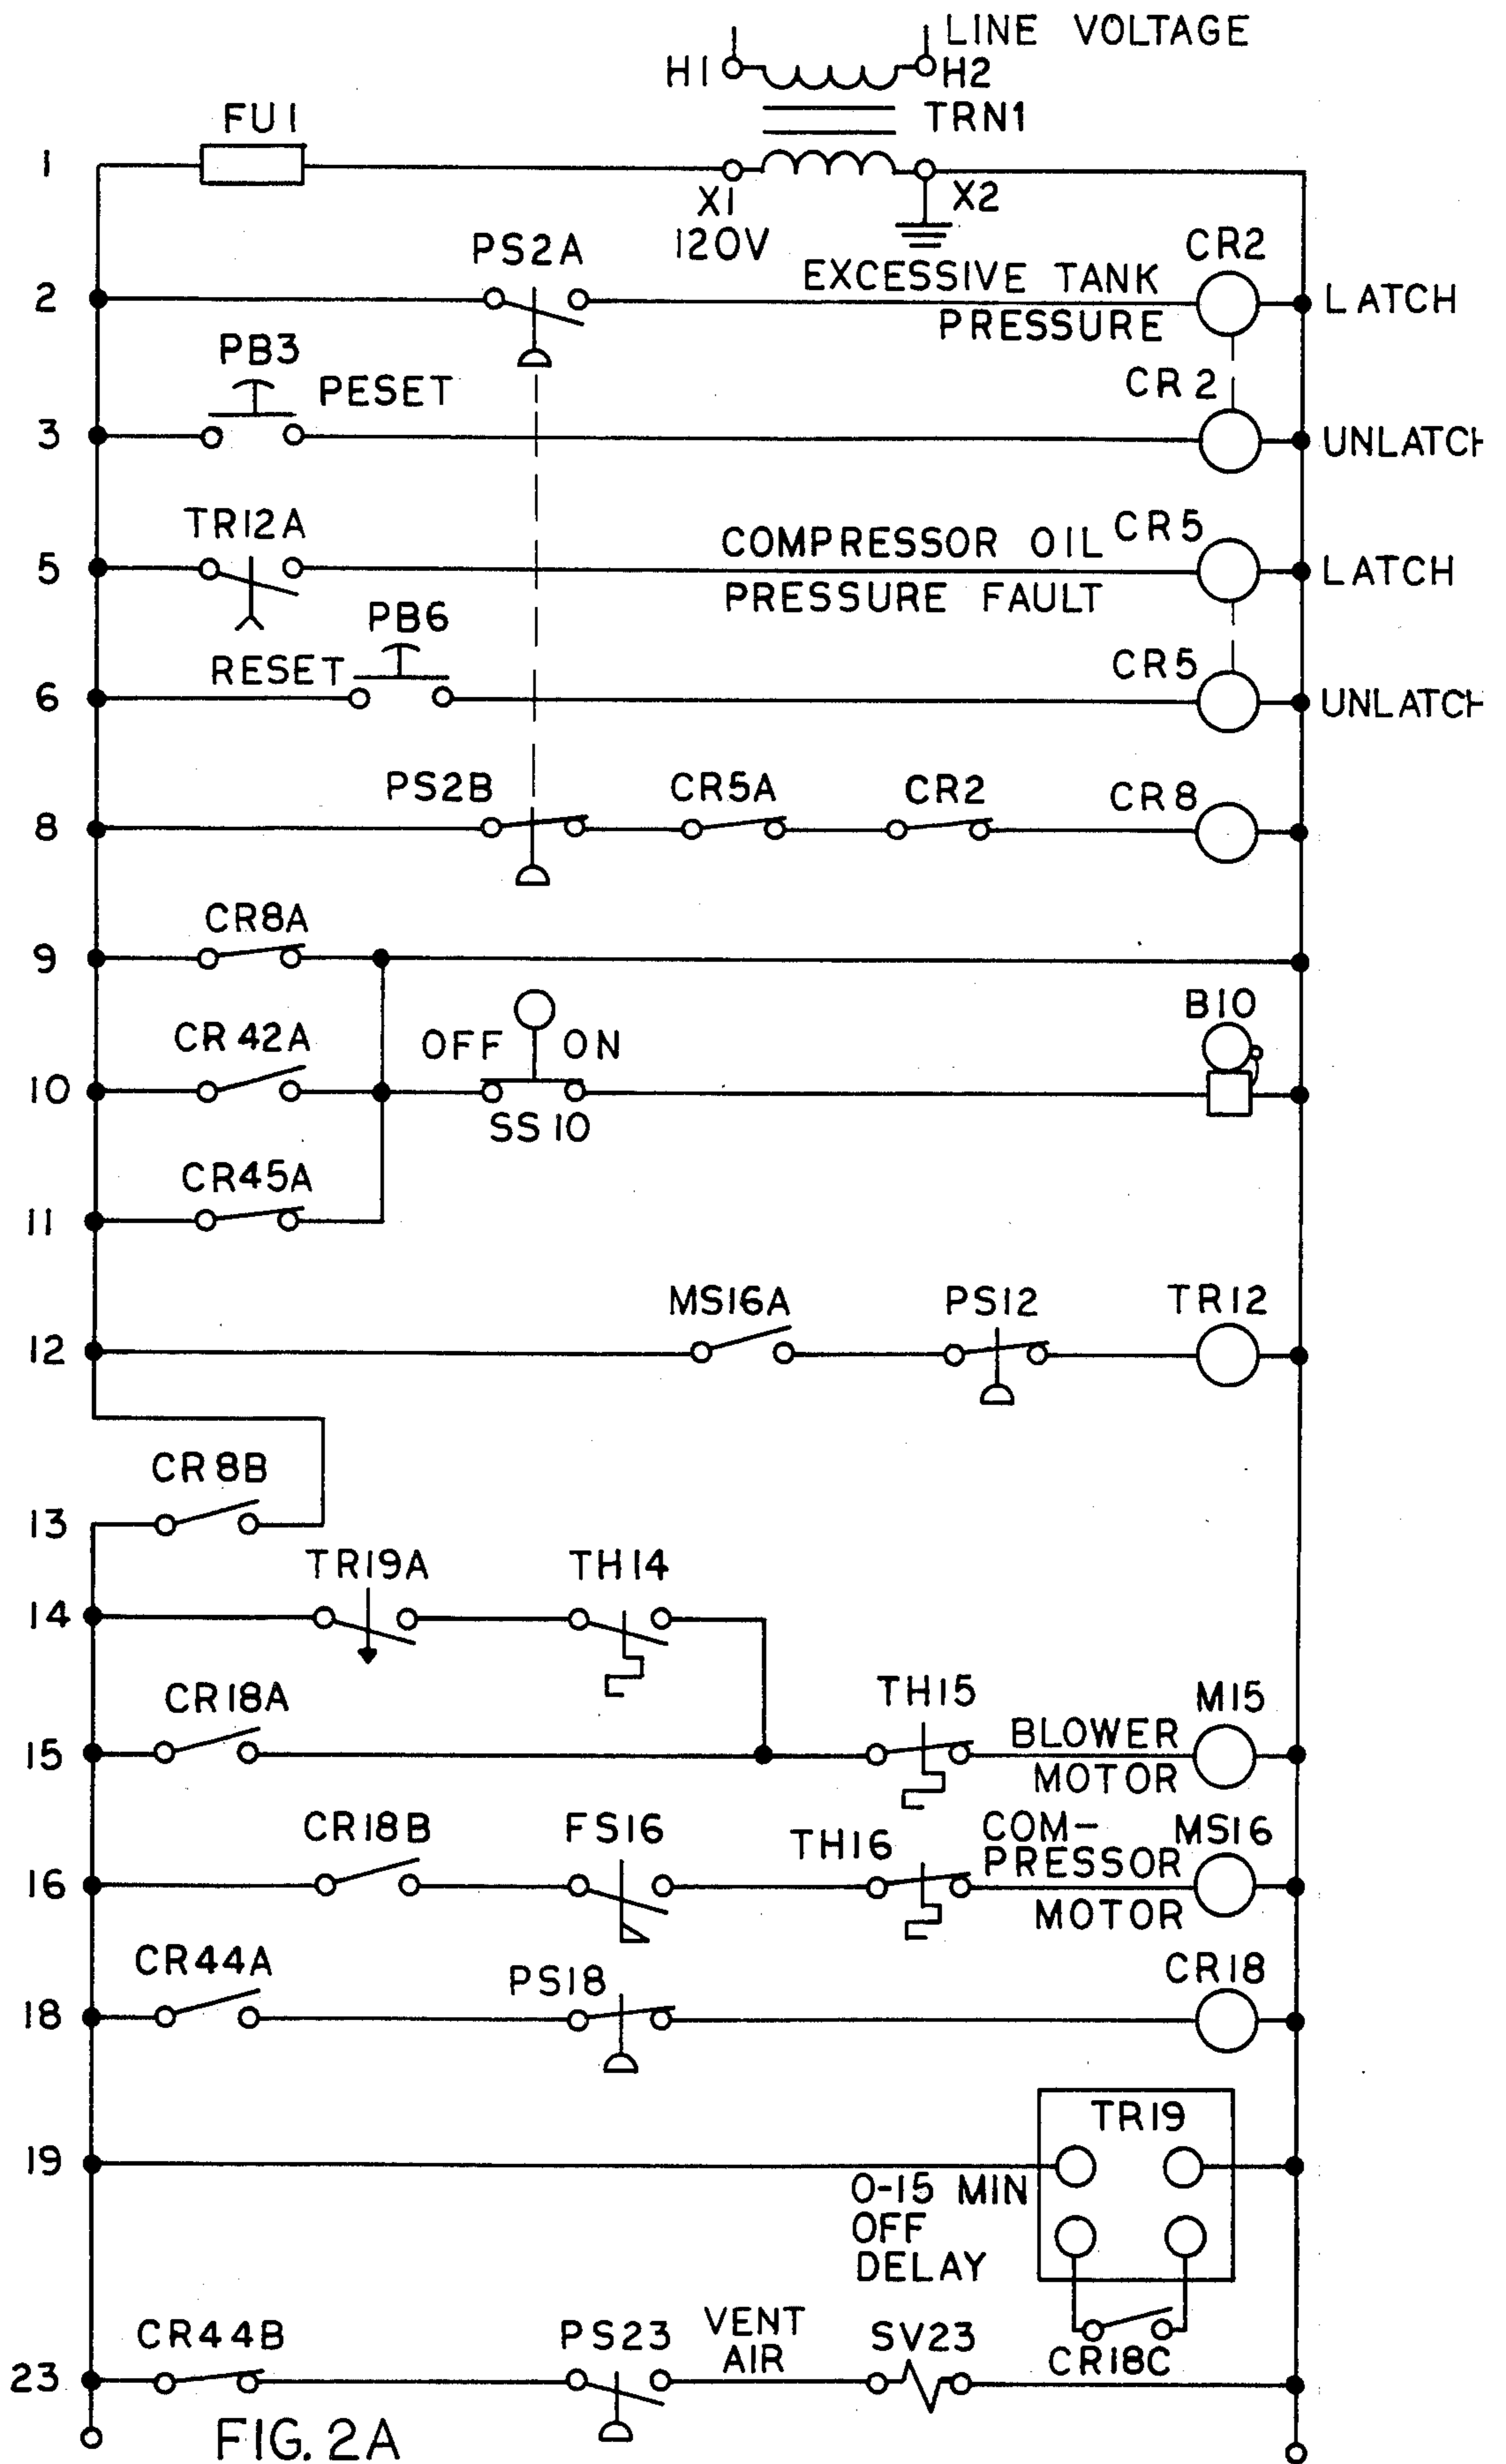 LINE VOLTAGE
H1 H2
FU1 TRN1
1
X1 X2
120V
PS2A CR2
EXCESSIVE TANK
2 LATCH
PRESSURE
PB3
PESET CR2
3 UNLATCH
TR12A COMPRESSOR OIL CR5
5 LATCH
PRESSURE FAULT
PB6
RESET CR5
6 UNLATCH
PS2B CR5A CR2 CR8
8
CR8A
9
B10
CR42A OFF ON
10
SS10
CR45A
11
MS16A PS12 TR12
12
CR8B
13
TR19A TH14
14
CR18A TH15 M15
BLOWER
15
MOTOR
CR18B FS16 TH16 COM- MS16
PRESSOR
16
MOTOR
CR44A PS18 CR18
18
TR19
19
0-15 MIN
OFF
DELAY
CR44B PS23 VENT SV23
AIR
CR18C
23
FIG. 2A